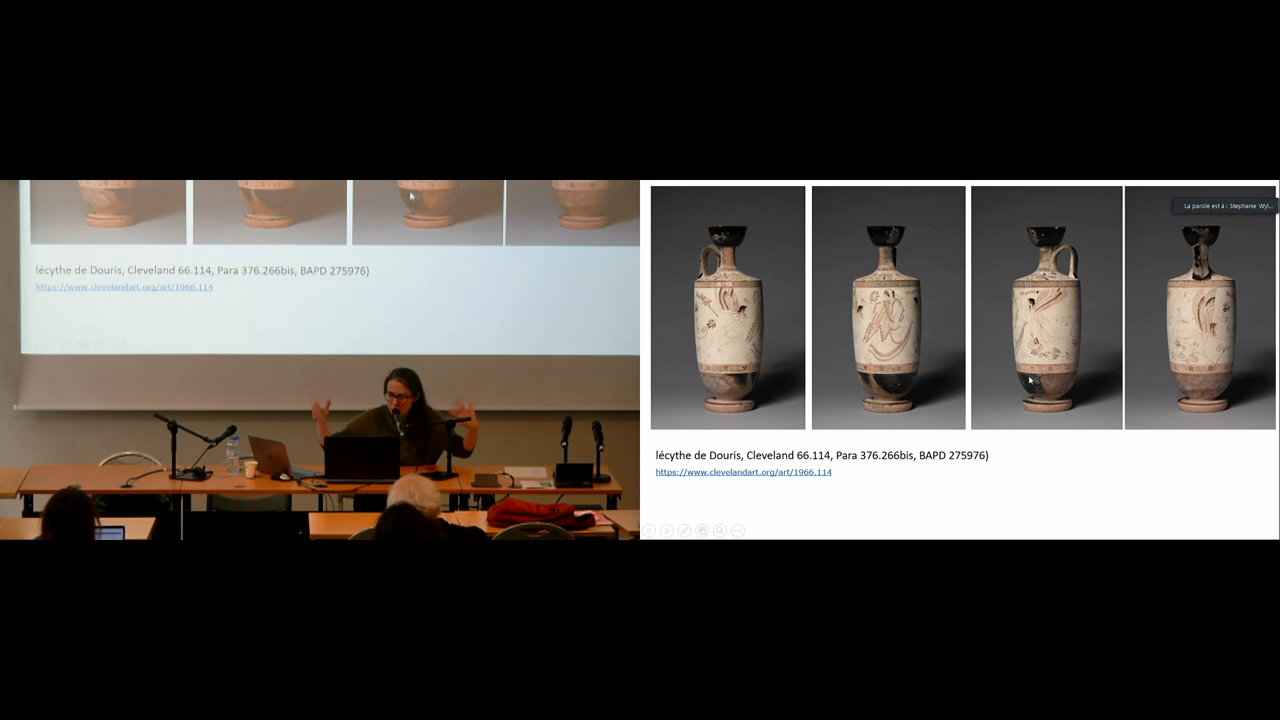 lécythe de Douris, Cleveland 66.114, Para 376.266bis, BAPD 275976)
https://www.clevelandart.org/art/1966.114
La parole est à : Stephanie Wyl...
lécythe de Douris, Cleveland 66.114, Para 376.266bis, BAPD 275976)
https://www.clevelandart.org/art/1966.114